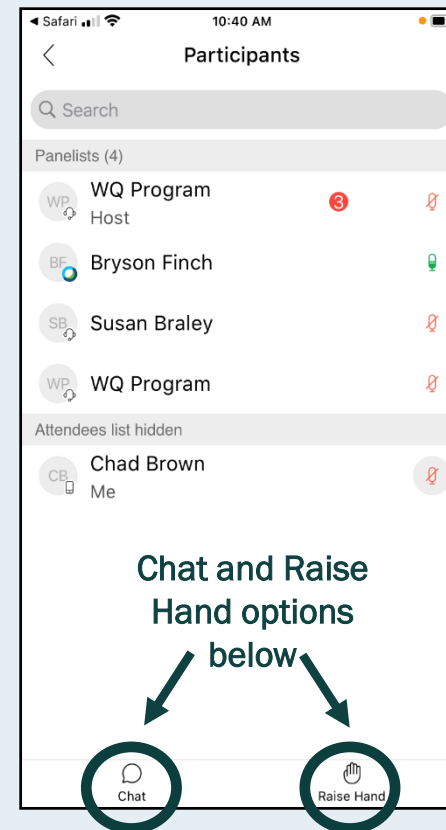 ◀ Safari 10:40 AM
Participants
Search
Panelists (4)
WP WQ Program 3
Host
BF Bryson Finch
SB Susan Braley
WP WQ Program
Attendees list hidden
CB Chad Brown
Me
Chat and Raise
Hand options
below
Chat Raise Hand